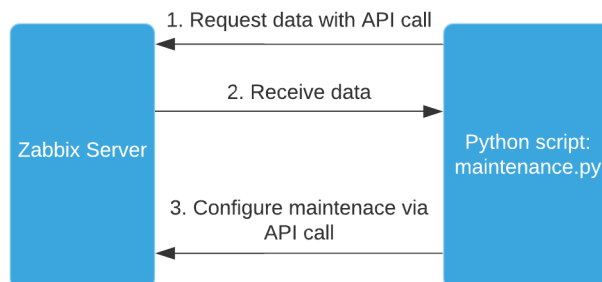 1. Request data with API call
2. Receive data
Zabbix Server
Python script:
maintenance.py
3. Configure maintenace via
API call